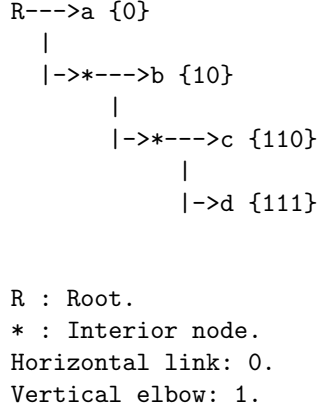 R--->a {0}
  |
  |->*--->b {10}
        |
        |->*--->c {110}
              |
              |->d {111}

R : Root.
* : Interior node.
Horizontal link: 0.
Vertical elbow: 1.